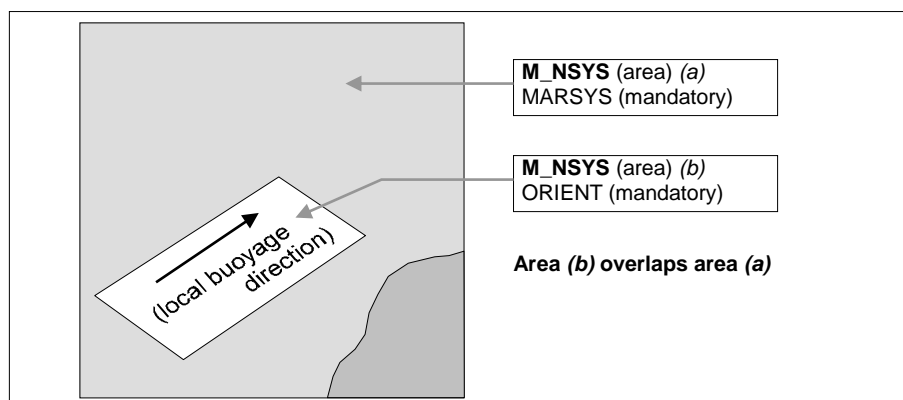 M_NSYS (area) (a)
MARSYS (mandatory)
M_NSYS (area) (b)
ORIENT (mandatory)
(local buoyage
direction)
Area (b) overlaps area (a)